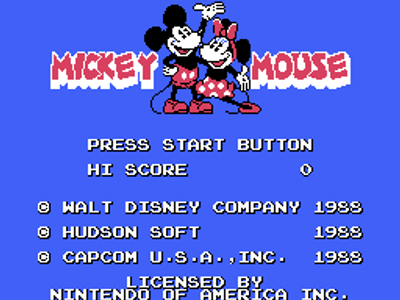 MICKEY MOUSE
PRESS START BUTTON
HI SCORE 0
© WALT DISNEY COMPANY 1988
© HUDSON SOFT 1988
© CAPCOM U.S.A.,INC. 1988
LICENSED BY
NINTENDO OF AMERICA INC.